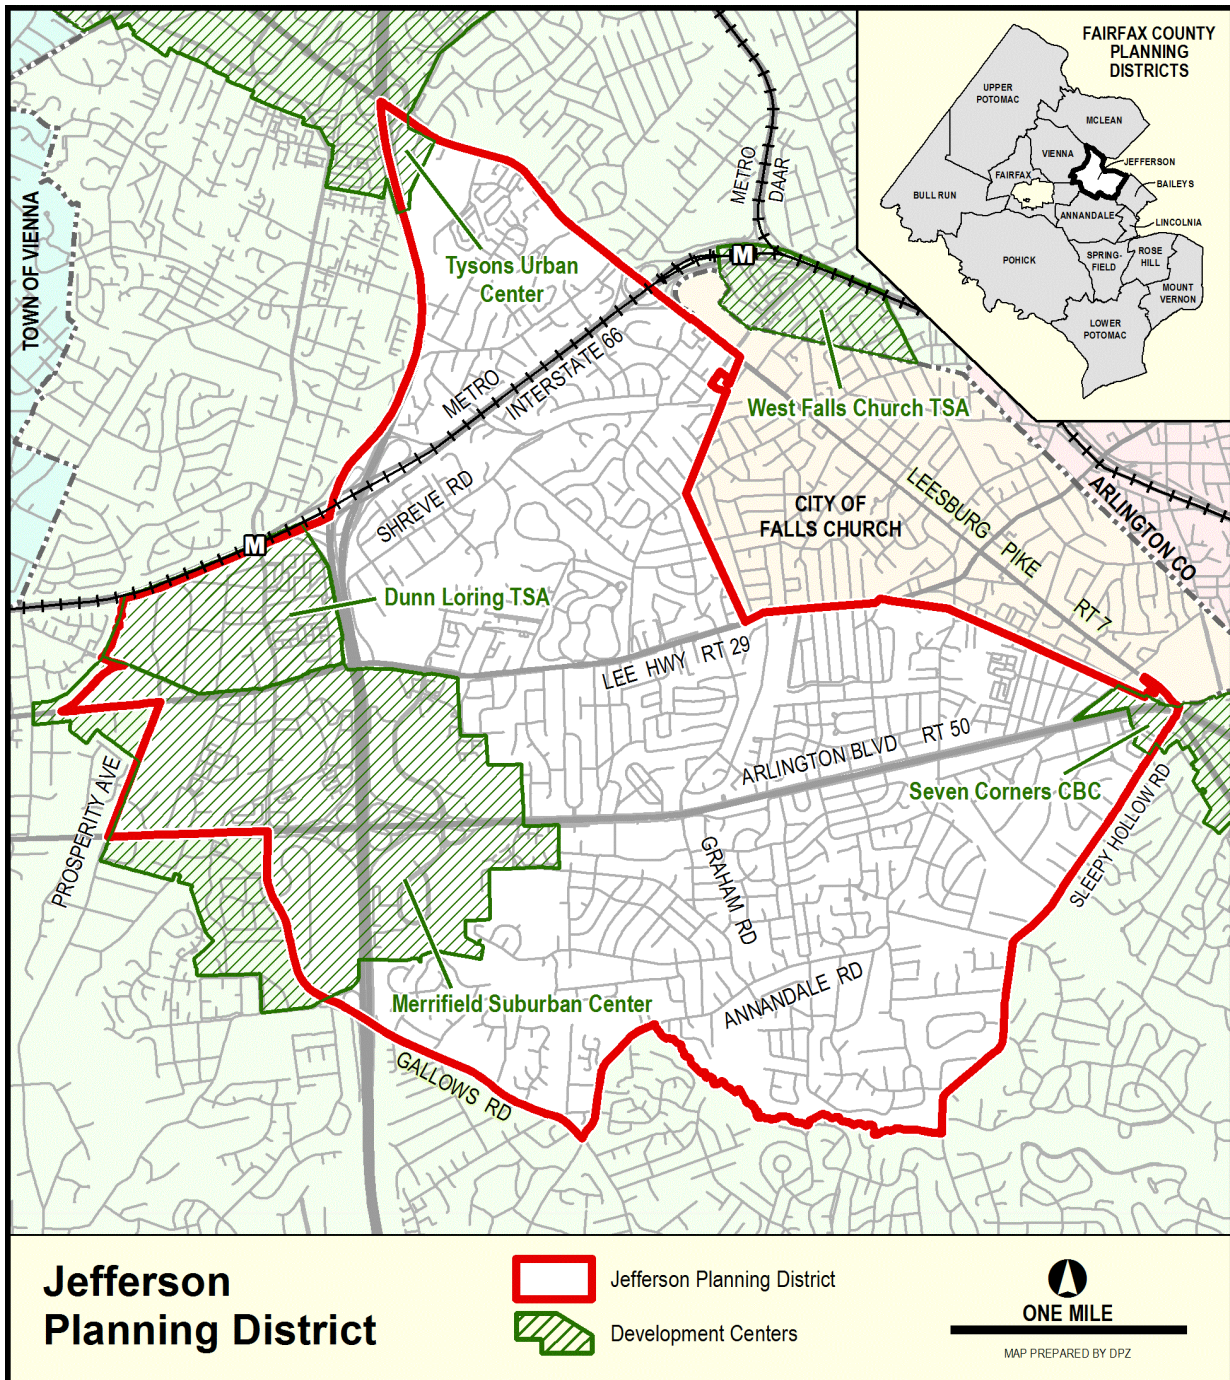 FAIRFAX COUNTY
PLANNING
DISTRICTS
UPPER
POTOMAC
MCLEAN
VIENNA
JEFFERSON
FAIRFAX
BAILEYS
BULL RUN
ANNANDALE
LINCOLNIA
POHICK
SPRING-
FIELD
ROSE
HILL
MOUNT
VERNON
LOWER
POTOMAC
TOWN OF VIENNA
METRO
DAAR
Tysons Urban
Center
M
METRO
INTERSTATE 66
West Falls Church TSA
SHREVE RD
CITY OF
FALLS CHURCH
LEESBURG PIKE RT 7
ARLINGTON CO
M
Dunn Loring TSA
LEE HWY RT 29
ARLINGTON BLVD RT 50
Seven Corners CBC
PROSPERITY AVE
GRAHAM RD
SLEEPY HOLLOW RD
Merrifield Suburban Center
ANNANDALE RD
GALLOWS RD
Jefferson
Planning District
Jefferson Planning District
Development Centers
ONE MILE
MAP PREPARED BY DPZ